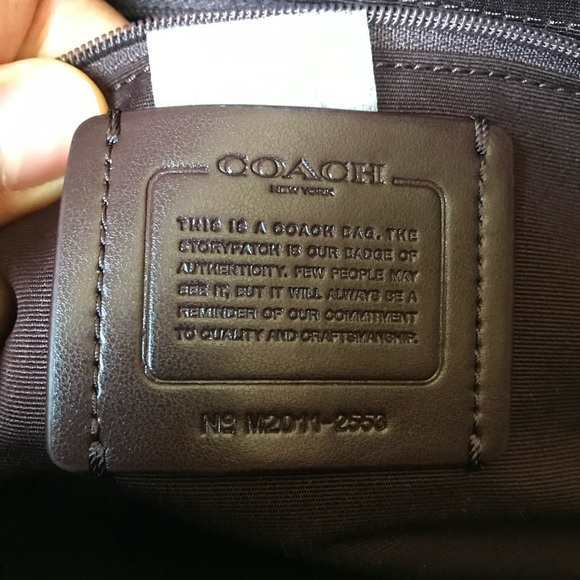 COACH
NEW YORK
THIS IS A COACH BAG. THE
STORYPATCH IS OUR BADGE OF
AUTHENTICITY. FEW PEOPLE MAY
SEE IT, BUT IT WILL ALWAYS BE A
REMINDER OF OUR COMMITMENT
TO QUALITY AND CRAFTSMANSHIP.
No M2011-2553